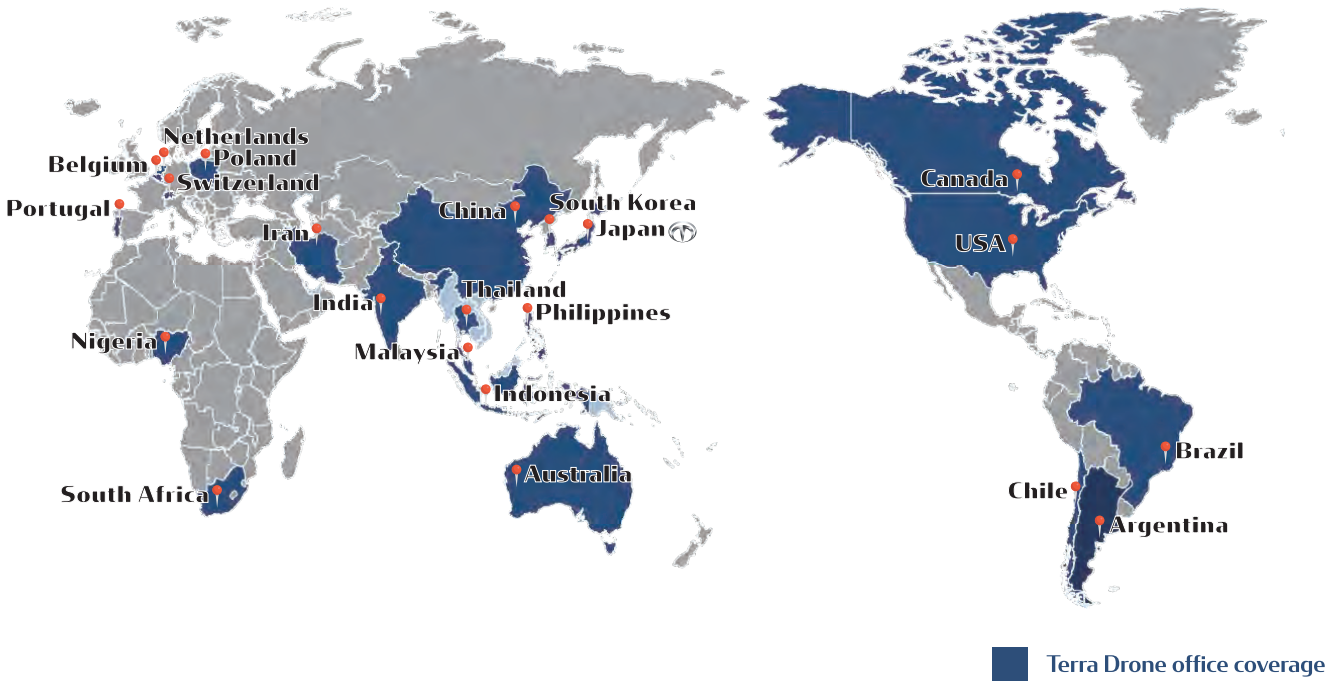 Netherlands
Belgium
Poland
Switzerland
Portugal
China
South Korea
Iran
Japan
India
Thailand
Philippines
Nigeria
Malaysia
Indonesia
South Africa
Australia
Canada
USA
Brazil
Chile
Argentina
Terra Drone office coverage